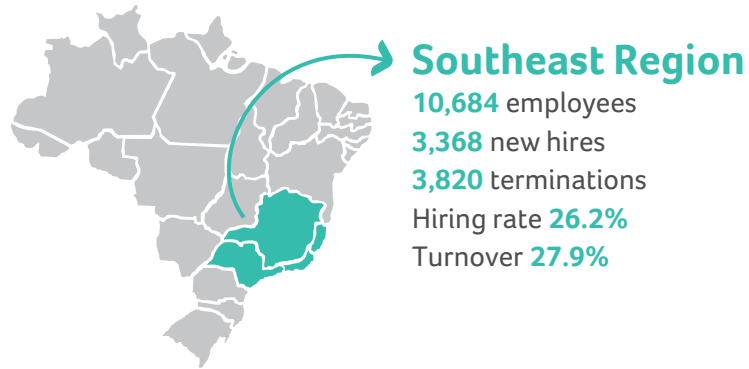 Southeast Region
10,684 employees
3,368 new hires
3,820 terminations
Hiring rate 26.2%
Turnover 27.9%